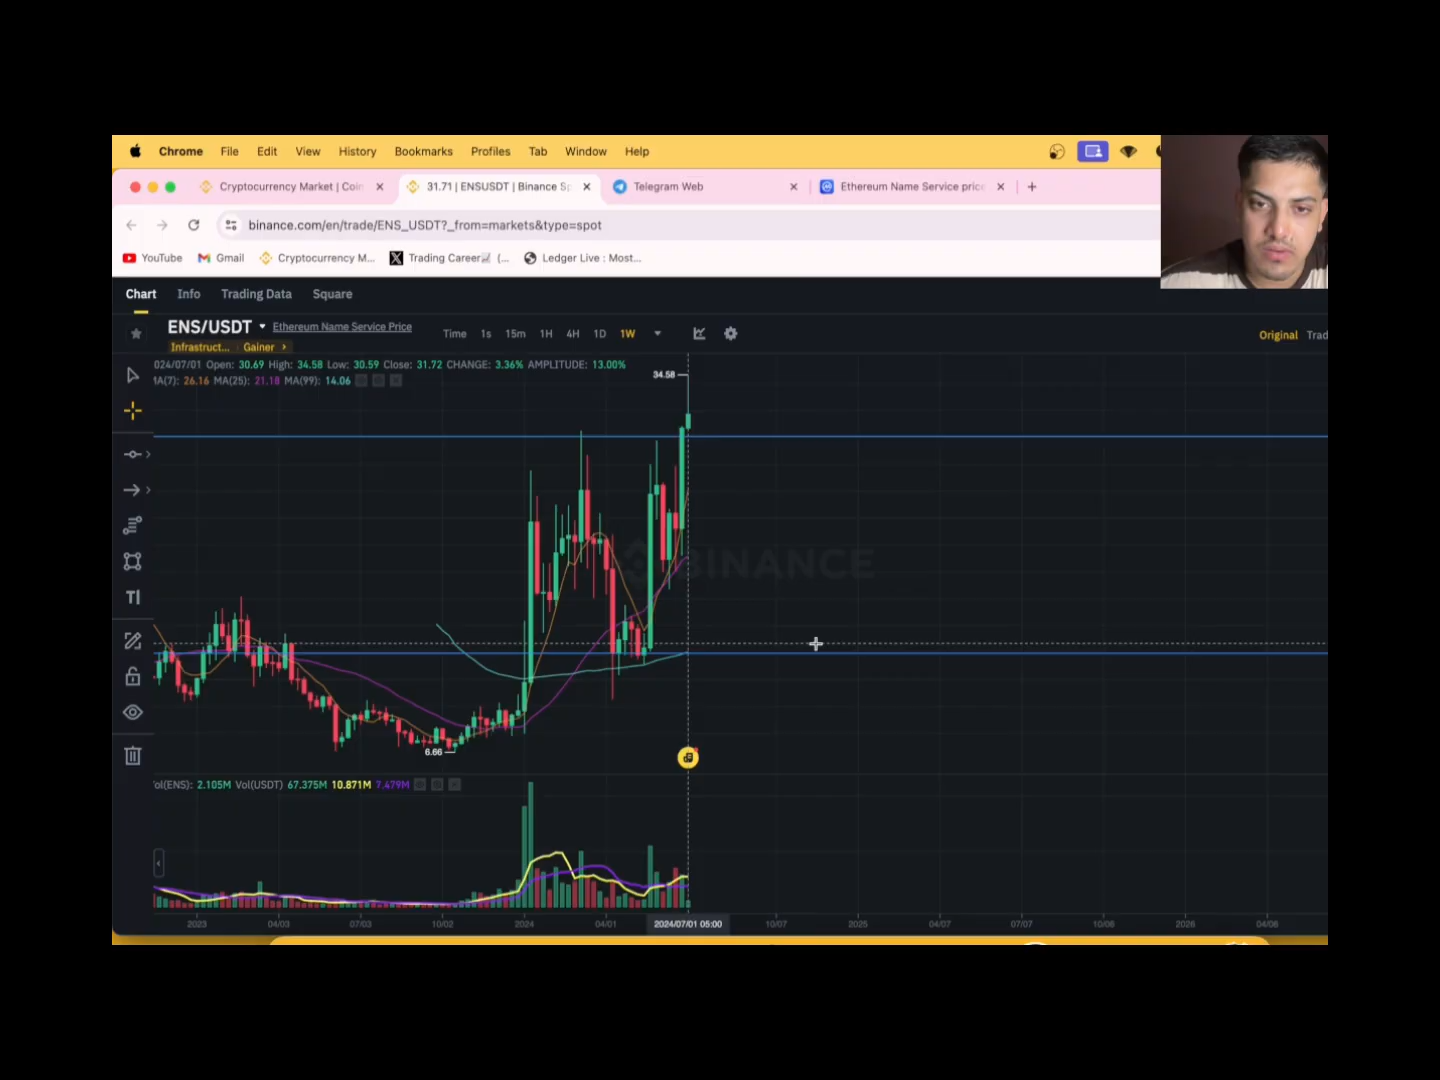 Chrome File Edit View History Bookmarks Profiles Tab Window Help
Cryptocurrency Market | Coin 31.71 | ENSUSDT | Binance Sp Telegram Web Ethereum Name Service price
binance.com/en/trade/ENS_USDT?_from=markets&type=spot
YouTube Gmail Cryptocurrency M... Trading Career (... Ledger Live : Most...
Chart Info Trading Data Square
ENS/USDT Ethereum Name Service Price Time 1s 15m 1H 4H 1D 1W Original Trad
Infrastruct... Gainer
024/07/01 Open: 30.69 High: 34.58 Low: 30.59 Close: 31.72 CHANGE: 3.36% AMPLITUDE: 13.00%
MA(7): 26.16 MA(25): 21.18 MA(99): 14.06
34.58
BINANCE
6.66
ol(ENS): 2.105M Vol(USDT) 67.375M 10.871M 7.479M
2023 04/03 07/03 10/02 2024 04/01 2024/07/01 05:00 10/07 2025 04/07 07/07 10/06 2026 04/06